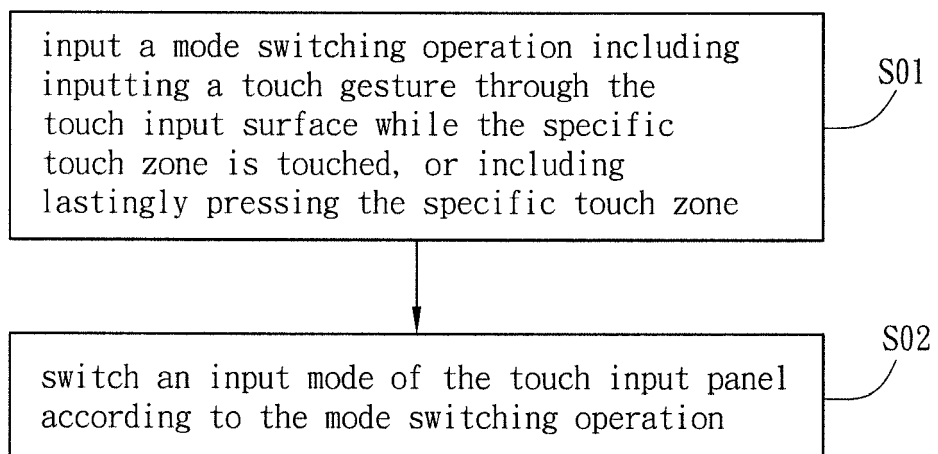 input a mode switching operation including
inputting a touch gesture through the
touch input surface while the specific
touch zone is touched, or including
lastingly pressing the specific touch zone
S01
switch an input mode of the touch input panel
according to the mode switching operation
S02